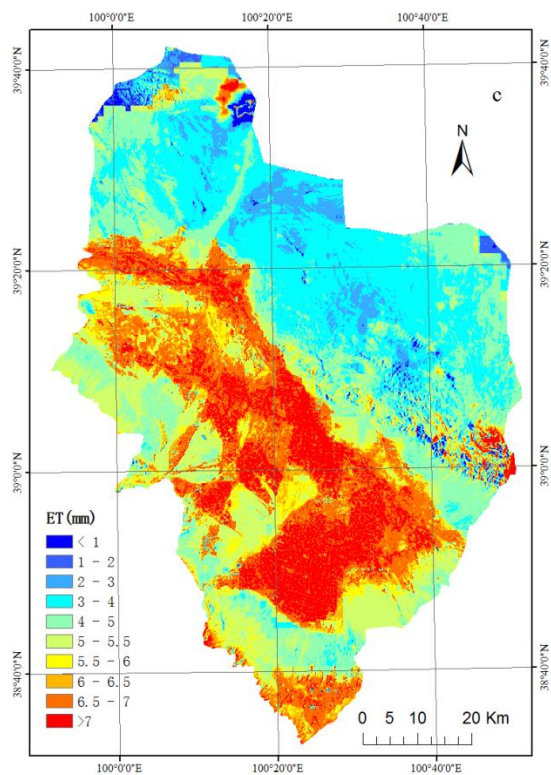 100°0'0"E 100°20'0"E 100°40'0"E
39°40'0"N 39°40'0"N
c
N
39°20'0"N 39°20'0"N
39°0'0"N 39°0'0"N
ET(mm)
< 1
1 - 2
2 - 3
3 - 4
4 - 5
5 - 5.5
5.5 - 6
6 - 6.5
6.5 - 7
>7
38°40'0"N 38°40'0"N
0 5 10 20 Km
100°0'0"E 100°20'0"E 100°40'0"E